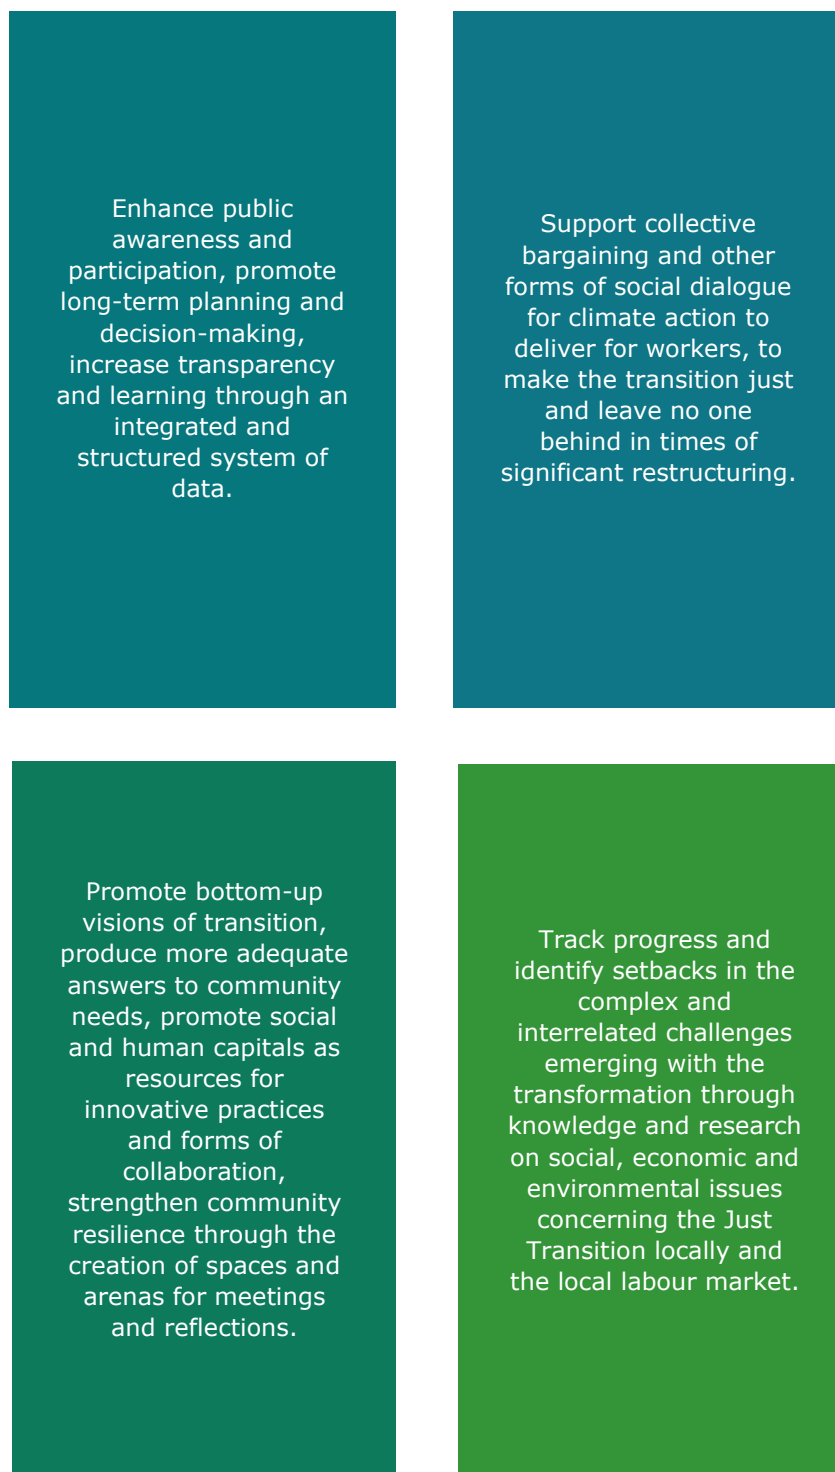 Enhance public
awareness and
participation, promote
long-term planning and
decision-making,
increase transparency
and learning through an
integrated and
structured system of
data.
Support collective
bargaining and other
forms of social dialogue
for climate action to
deliver for workers, to
make the transition just
and leave no one
behind in times of
significant restructuring.
Promote bottom-up
visions of transition,
produce more adequate
answers to community
needs, promote social
and human capitals as
resources for
innovative practices
and forms of
collaboration,
strengthen community
resilience through the
creation of spaces and
arenas for meetings
and reflections.
Track progress and
identify setbacks in the
complex and
interrelated challenges
emerging with the
transformation through
knowledge and research
on social, economic and
environmental issues
concerning the Just
Transition locally and
the local labour market.